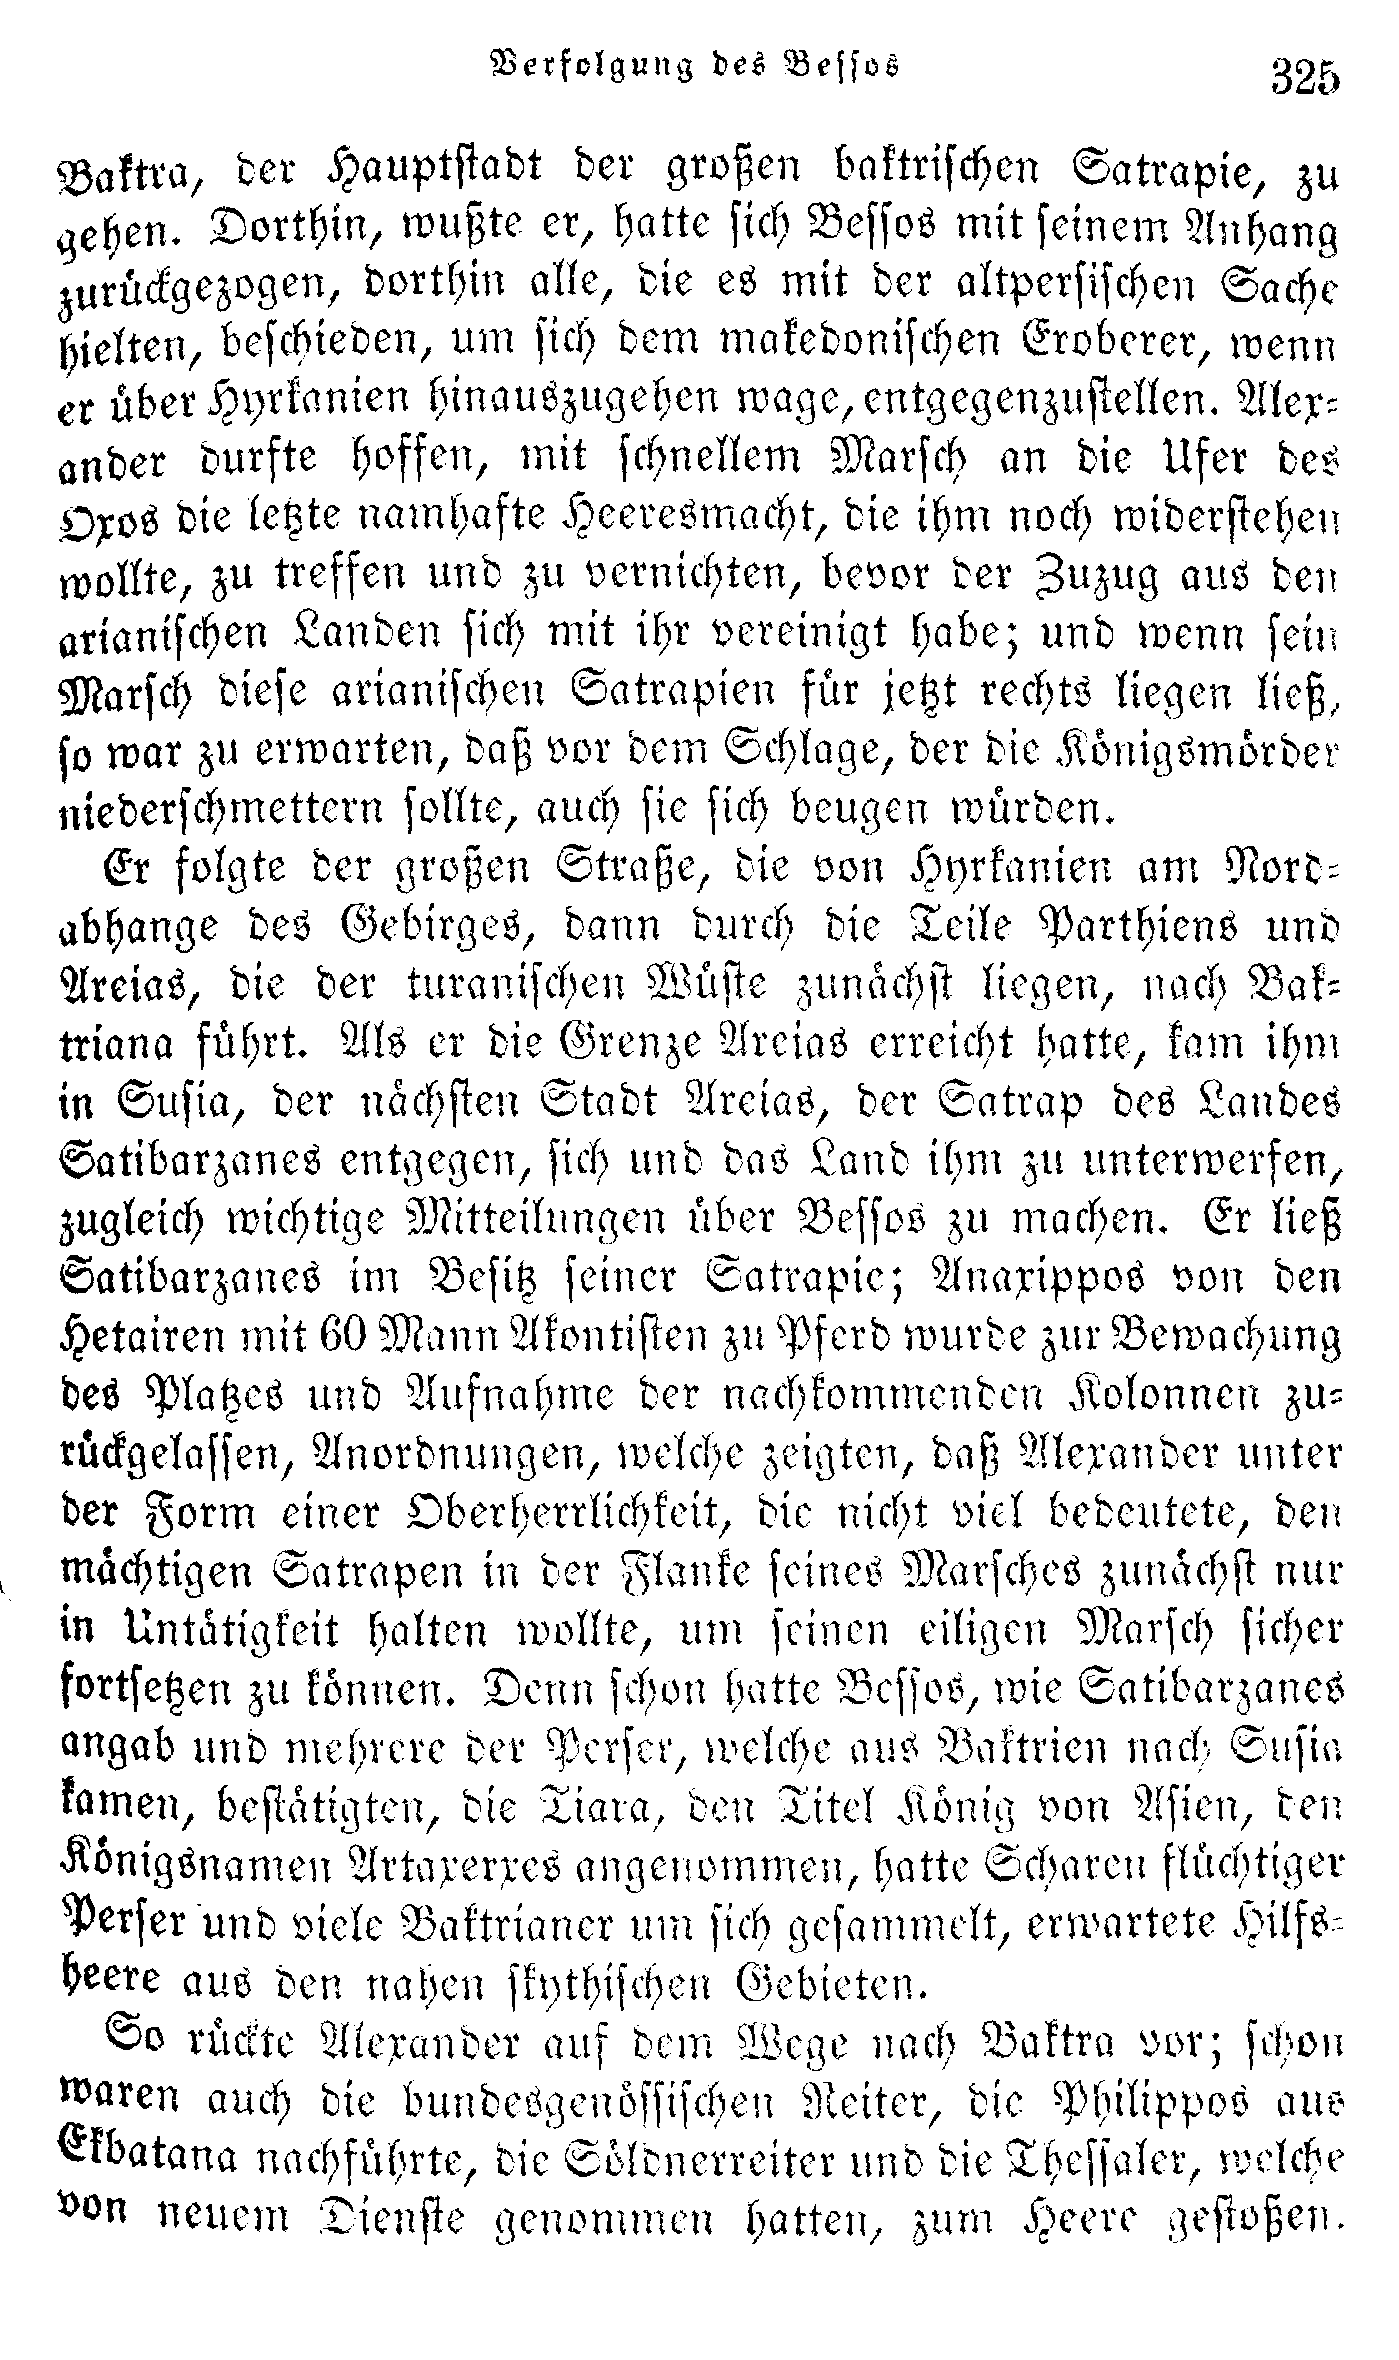 Verfolgung des Bessos
325
Baktra, der Hauptstadt der großen baktrischen Satrapie, zu
gehen. Dorthin, wußte er, hatte sich Bessos mit seinem Anhang
zurückgezogen, dorthin alle, die es mit der altpersischen Sache
hielten, beschieden, um sich dem makedonischen Eroberer, wenn
er über Hyrkanien hinauszugehen wage, entgegenzustellen. Alex-
ander durfte hoffen, mit schnellem Marsch an die Ufer des
Oxos die letzte namhafte Heeresmacht, die ihm noch widerstehen
wollte, zu treffen und zu vernichten, bevor der Zuzug aus den
arianischen Landen sich mit ihr vereinigt habe; und wenn sein
Marsch diese arianischen Satrapien für jetzt rechts liegen ließ,
so war zu erwarten, daß vor dem Schlage, der die Königsmörder
niederschmettern sollte, auch sie sich beugen würden.
Er folgte der großen Straße, die von Hyrkanien am Nord-
abhange des Gebirges, dann durch die Teile Parthiens und
Areias, die der turanischen Wüste zunächst liegen, nach Bak-
triana führt. Als er die Grenze Areias erreicht hatte, kam ihm
in Susia, der nächsten Stadt Areias, der Satrap des Landes
Satibarzanes entgegen, sich und das Land ihm zu unterwerfen,
zugleich wichtige Mitteilungen über Bessos zu machen. Er ließ
Satibarzanes im Besitz seiner Satrapie; Anaxippos von den
Hetairen mit 60 Mann Akontisten zu Pferd wurde zur Bewachung
des Platzes und Aufnahme der nachkommenden Kolonnen zu-
rückgelassen, Anordnungen, welche zeigten, daß Alexander unter
der Form einer Oberherrlichkeit, die nicht viel bedeutete, den
mächtigen Satrapen in der Flanke seines Marsches zunächst nur
in Untätigkeit halten wollte, um seinen eiligen Marsch sicher
fortsetzen zu können. Denn schon hatte Bessos, wie Satibarzanes
angab und mehrere der Perser, welche aus Baktrien nach Susia
kamen, bestätigten, die Tiara, den Titel König von Asien, den
Königsnamen Artaxerxes angenommen, hatte Scharen flüchtiger
Perser und viele Baktrianer um sich gesammelt, erwartete Hilfs-
heere aus den nahen skythischen Gebieten.
So rückte Alexander auf dem Wege nach Baktra vor; schon
waren auch die bundesgenössischen Reiter, die Philippos aus
Ekbatana nachführte, die Söldnerreiter und die Thessaler, welche
von neuem Dienste genommen hatten, zum Heere gestoßen.